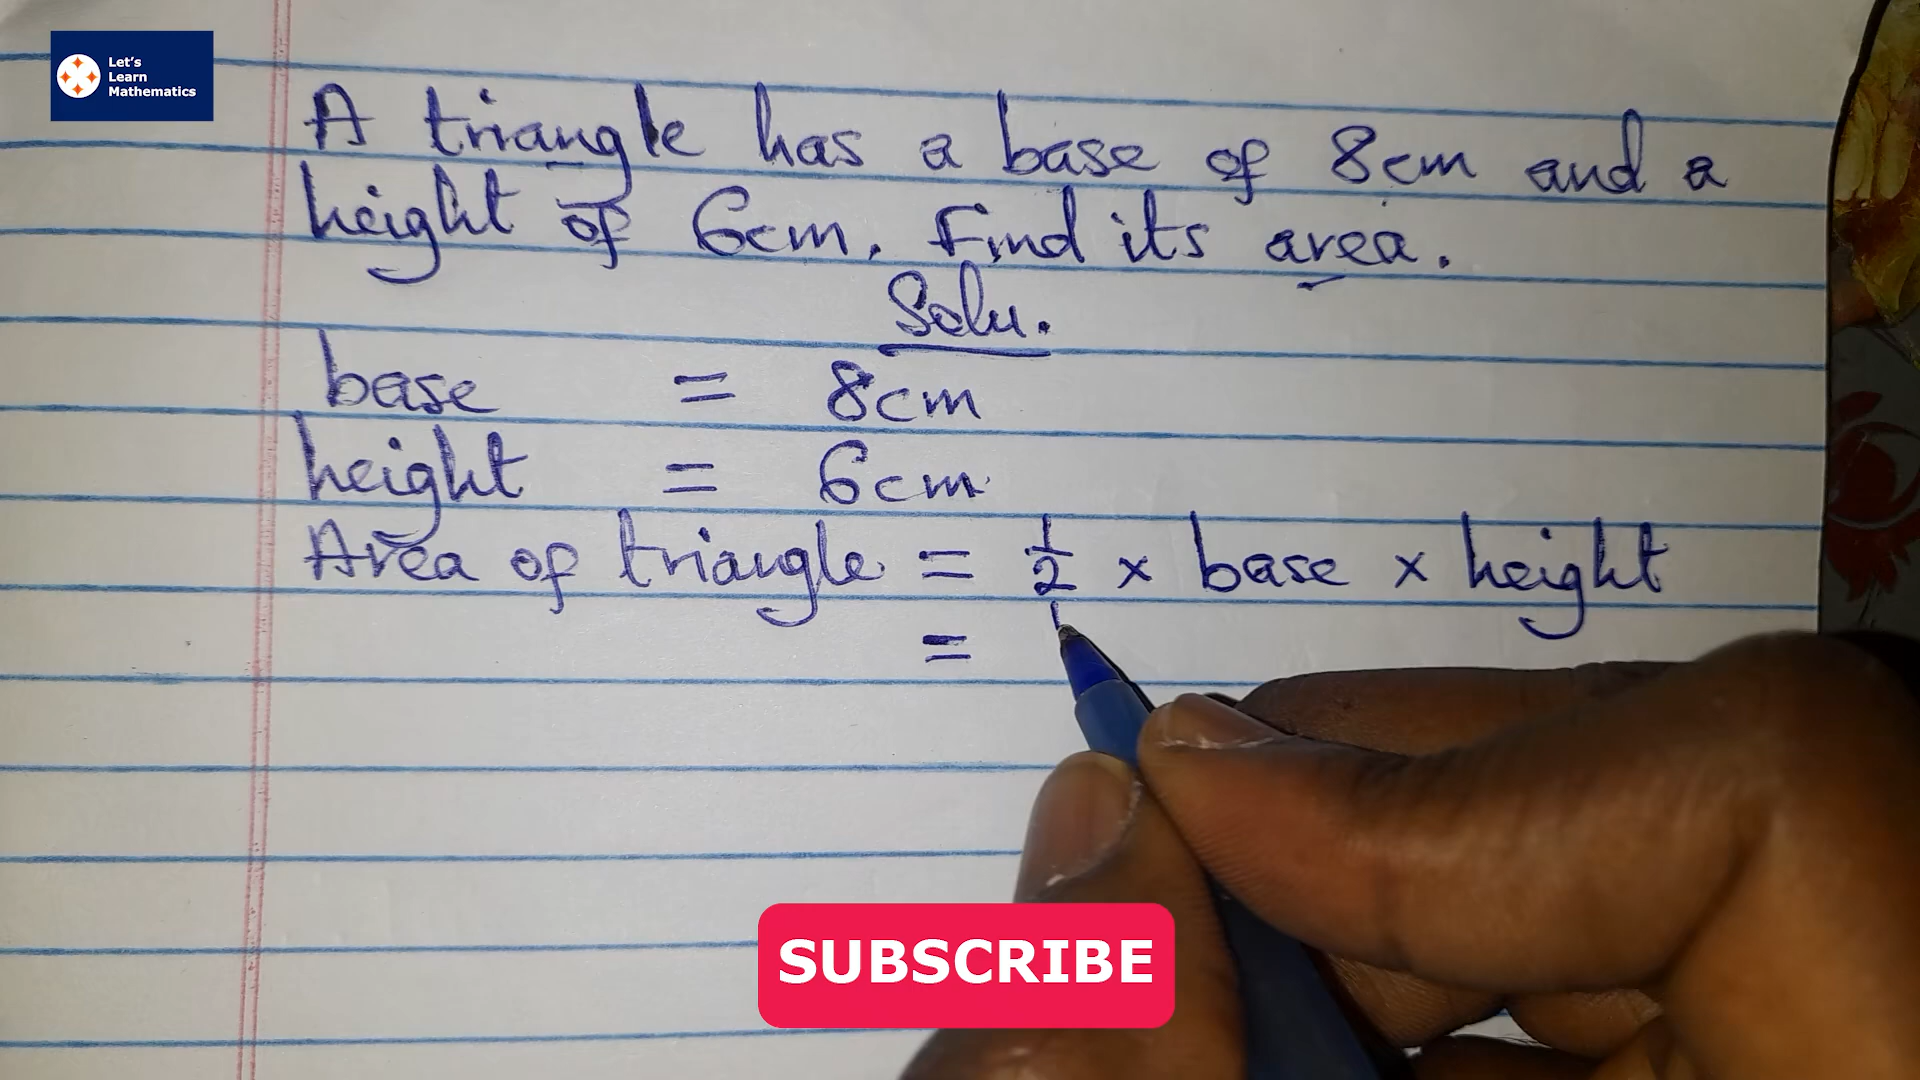 Let's
Learn
Mathematics
A triangle has a base of 8cm and a
height of 6cm. Find its area.
Solu.
base = 8cm
height = 6cm
Area of triangle = 1/2 × base × height
= 1
SUBSCRIBE